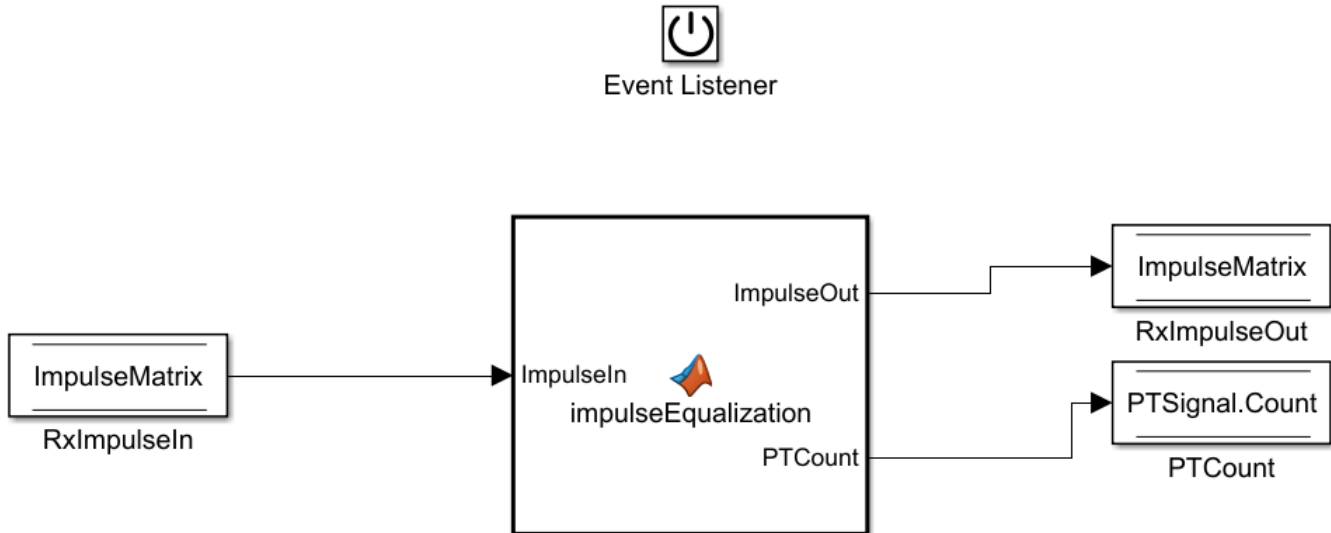 Event Listener
ImpulseMatrix
RxImpulseIn
ImpulseIn
impulseEqualization
ImpulseOut
PTCount
ImpulseMatrix
RxImpulseOut
PTSignal.Count
PTCount